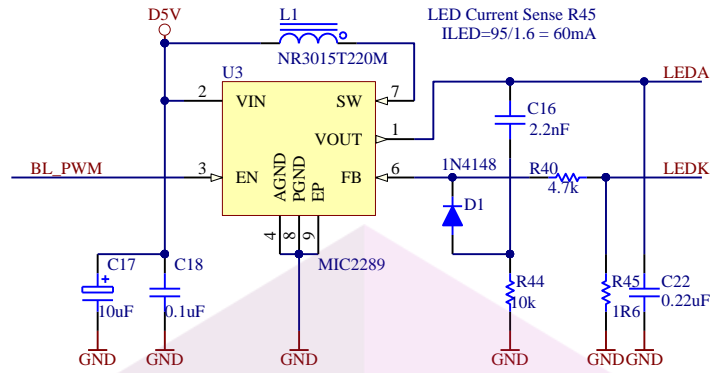 D5V
L1
LED Current Sense R45
ILED=95/1.6 = 60mA
NR3015T220M
U3
LEDA
2
VIN
SW
7
C16
2.2nF
VOUT
1
BL_PWM
3
EN
AGND
PGND
EP
FB
6
1N4148
R40
4.7k
LEDK
D1
4
8
9
C17
+
10uF
C18
0.1uF
MIC2289
R44
10k
R45
1R6
C22
0.22uF
GND
GND
GND
GND
GND
GND